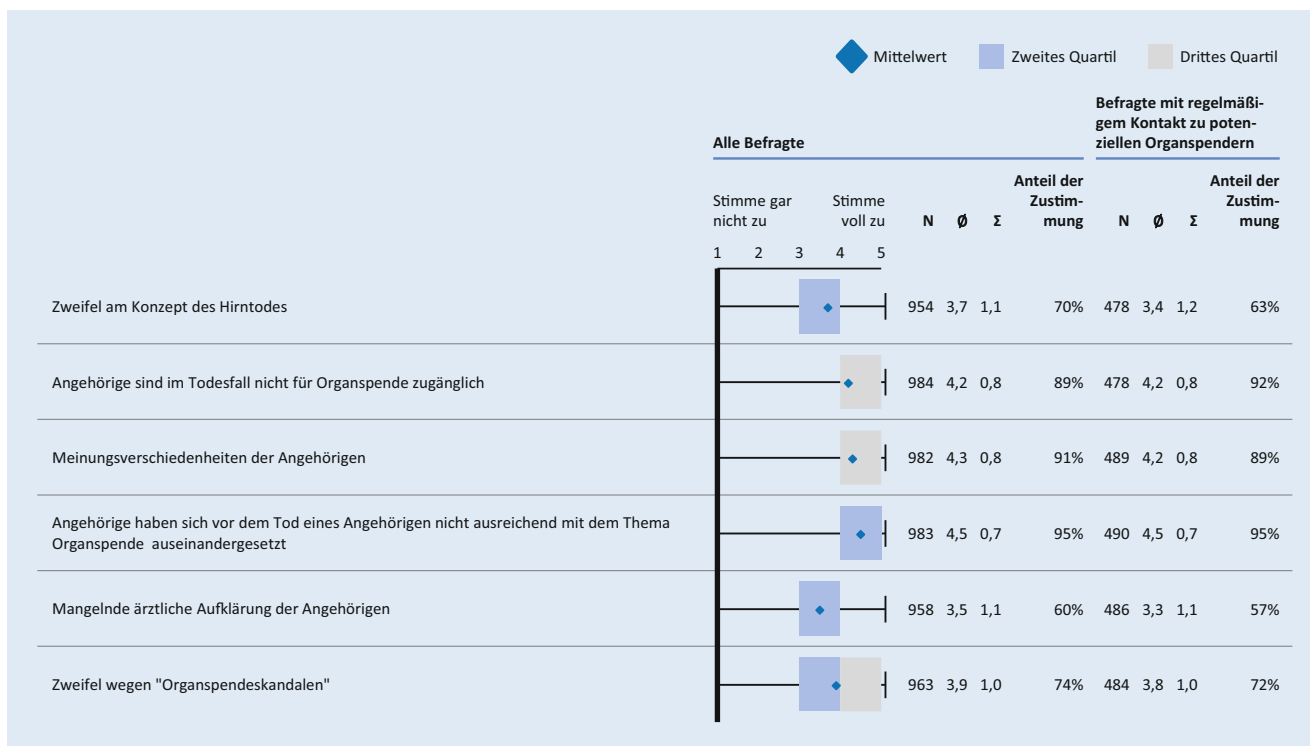 Mittelwert Zweites Quartil Drittes Quartil
Befragte mit regelmäßi-
gem Kontakt zu poten-
ziellen Organspendern
Alle Befragte
Stimme gar
nicht zu
Stimme
voll zu
N Ø Σ
Anteil der
Zustim-
mung
N Ø Σ
Anteil der
Zustim-
mung
1 2 3 4 5
Zweifel am Konzept des Hirntodes 954 3,7 1,1 70% 478 3,4 1,2 63%
Angehörige sind im Todesfall nicht für Organspende zugänglich 984 4,2 0,8 89% 478 4,2 0,8 92%
Meinungsverschiedenheiten der Angehörigen 982 4,3 0,8 91% 489 4,2 0,8 89%
Angehörige haben sich vor dem Tod eines Angehörigen nicht ausreichend mit dem Thema
Organspende auseinandergesetzt 983 4,5 0,7 95% 490 4,5 0,7 95%
Mangelnde ärztliche Aufklärung der Angehörigen 958 3,5 1,1 60% 486 3,3 1,1 57%
Zweifel wegen "Organspendeskandalen" 963 3,9 1,0 74% 484 3,8 1,0 72%